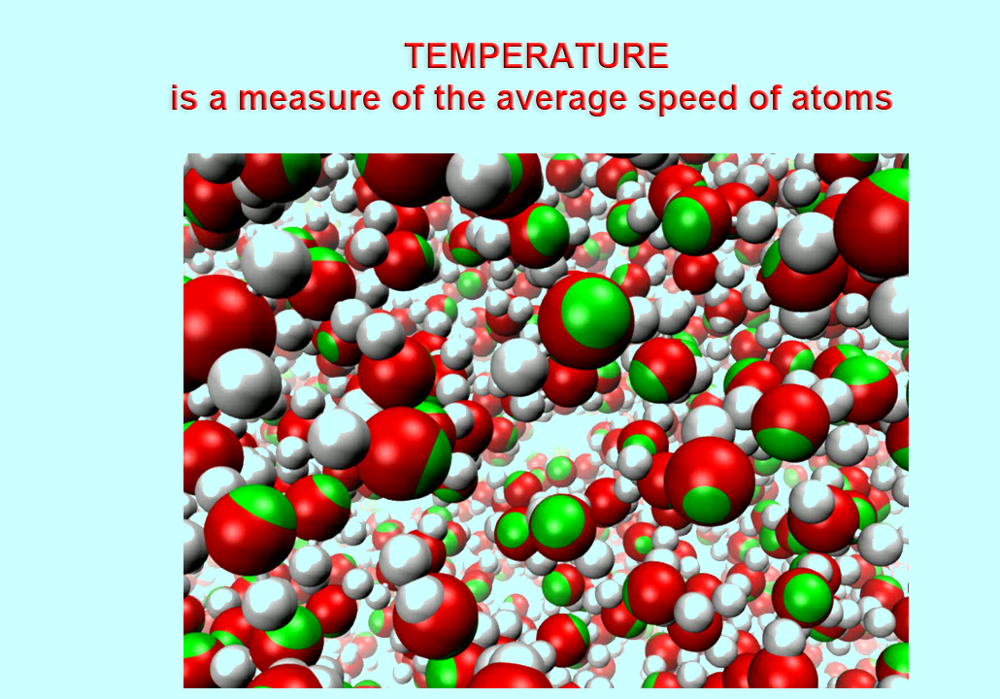 TEMPERATURE
is a measure of the average speed of atoms